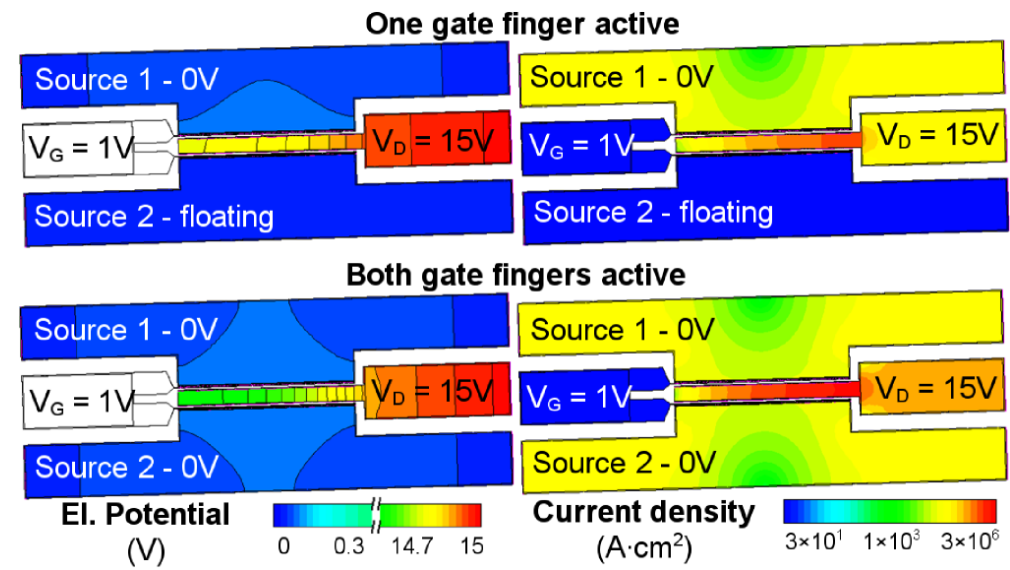 One gate finger active
Source 1 - 0V
V_G = 1V
V_D = 15V
Source 2 - floating
Source 1 - 0V
V_G = 1V
V_D = 15V
Source 2 - floating
Both gate fingers active
Source 1 - 0V
V_G = 1V
V_D = 15V
Source 2 - 0V
Source 1 - 0V
V_G = 1V
V_D = 15V
Source 2 - 0V
El. Potential
(V)
0 0.3 14.7 15
Current density
(A·cm²)
3×10¹ 1×10³ 3×10⁶